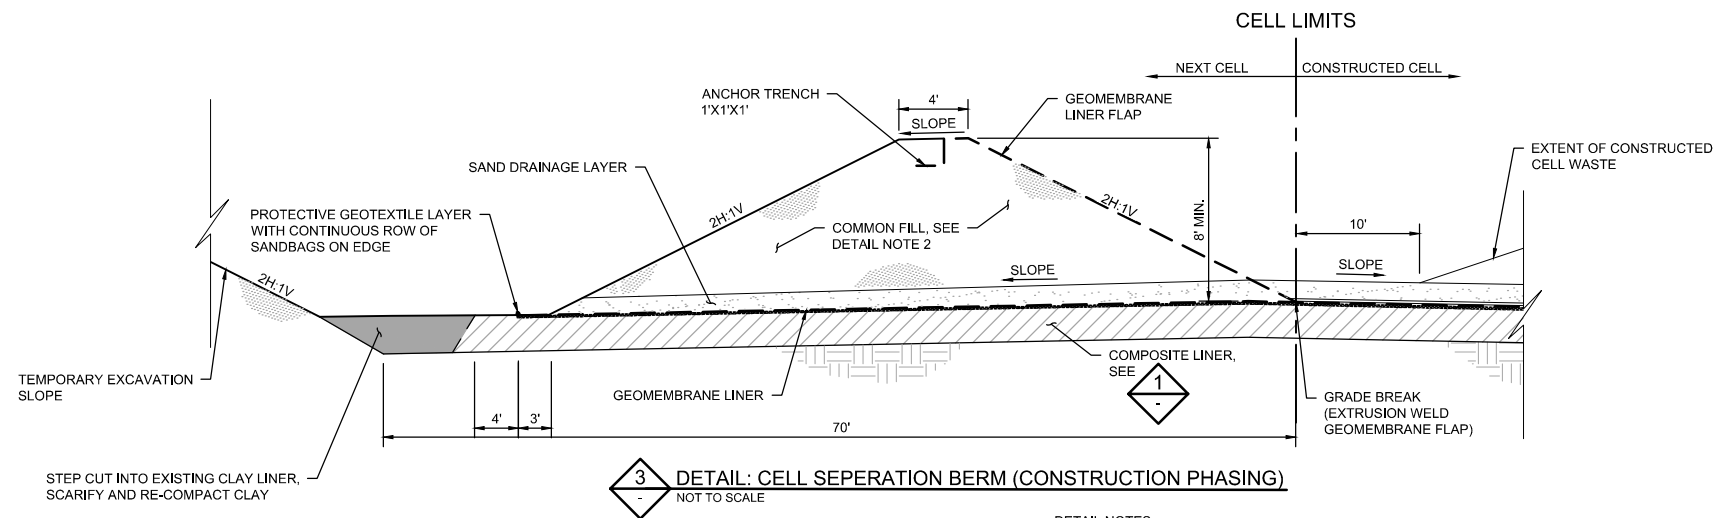 CELL LIMITS
NEXT CELL
CONSTRUCTED CELL
ANCHOR TRENCH
1'X1'X1'
4'
SLOPE
GEOMEMBRANE
LINER FLAP
EXTENT OF CONSTRUCTED
CELL WASTE
SAND DRAINAGE LAYER
PROTECTIVE GEOTEXTILE LAYER
WITH CONTINUOUS ROW OF
SANDBAGS ON EDGE
2H:1V
COMMON FILL, SEE
DETAIL NOTE 2
2H:1V
8' MIN.
10'
SLOPE
SLOPE
2H:1V
TEMPORARY EXCAVATION
SLOPE
GEOMEMBRANE LINER
COMPOSITE LINER,
SEE
1
-
GRADE BREAK
(EXTRUSION WELD
GEOMEMBRANE FLAP)
4'
3'
70'
STEP CUT INTO EXISTING CLAY LINER,
SCARIFY AND RE-COMPACT CLAY
3
-
DETAIL: CELL SEPERATION BERM (CONSTRUCTION PHASING)
NOT TO SCALE
DETAIL NOTES